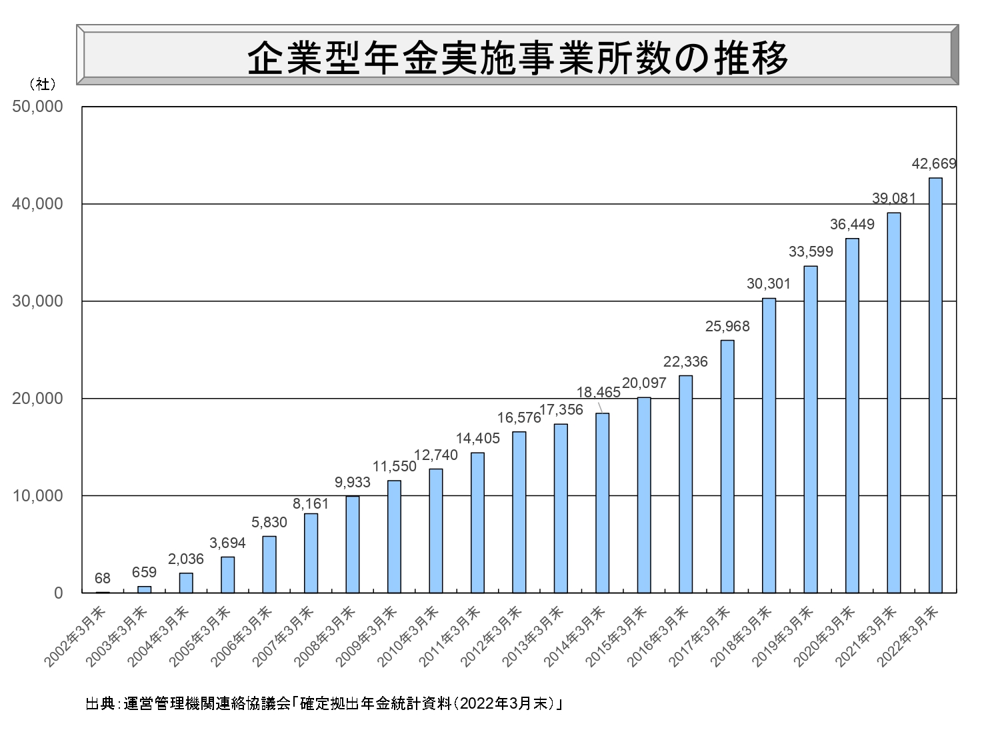 企業型年金実施事業所数の推移
（社）
50,000
40,000
30,000
20,000
10,000
0
68
659
2,036
3,694
5,830
8,161
9,933
11,550
12,740
14,405
16,576
17,356
18,465
20,097
22,336
25,968
30,301
33,599
36,449
39,081
42,669
2002年3月末
2003年3月末
2004年3月末
2005年3月末
2006年3月末
2007年3月末
2008年3月末
2009年3月末
2010年3月末
2011年3月末
2012年3月末
2013年3月末
2014年3月末
2015年3月末
2016年3月末
2017年3月末
2018年3月末
2019年3月末
2020年3月末
2021年3月末
2022年3月末
出典：運営管理機関連絡協議会「確定拠出年金統計資料（2022年3月末）」